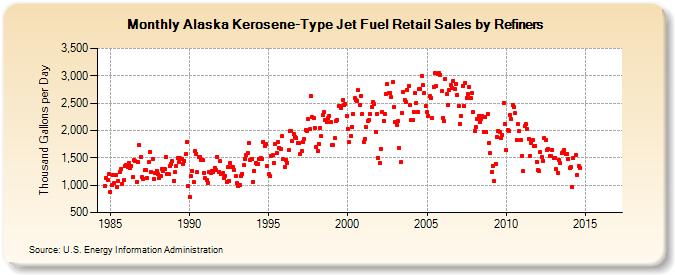 Monthly Alaska Kerosene-Type Jet Fuel Retail Sales by Refiners
Thousand Gallons per Day
3,500
3,000
2,500
2,000
1,500
1,000
500
1985 1990 1995 2000 2005 2010 2015
Source: U.S. Energy Information Administration